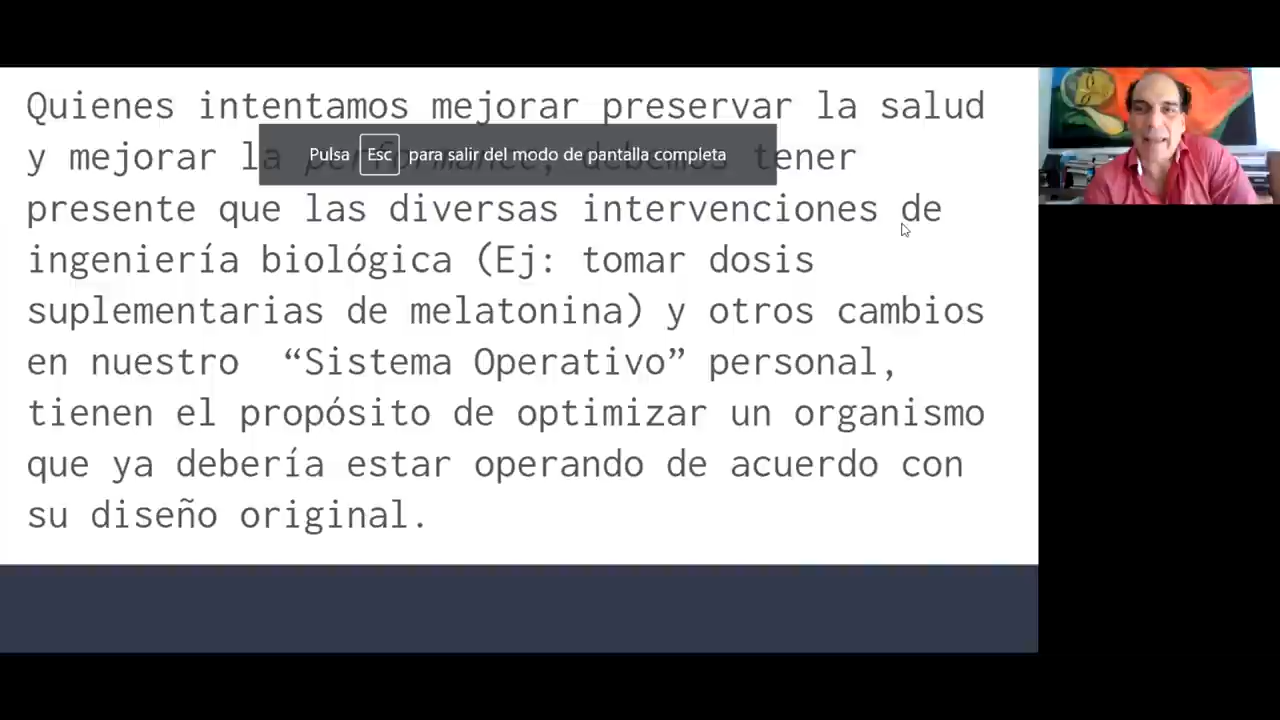 Quienes intentamos mejorar preservar la salud
y mejorar la performance, debemos tener
Pulsa Esc para salir del modo de pantalla completa
presente que las diversas intervenciones de
ingeniería biológica (Ej: tomar dosis
suplementarias de melatonina) y otros cambios
en nuestro “Sistema Operativo” personal,
tienen el propósito de optimizar un organismo
que ya debería estar operando de acuerdo con
su diseño original.